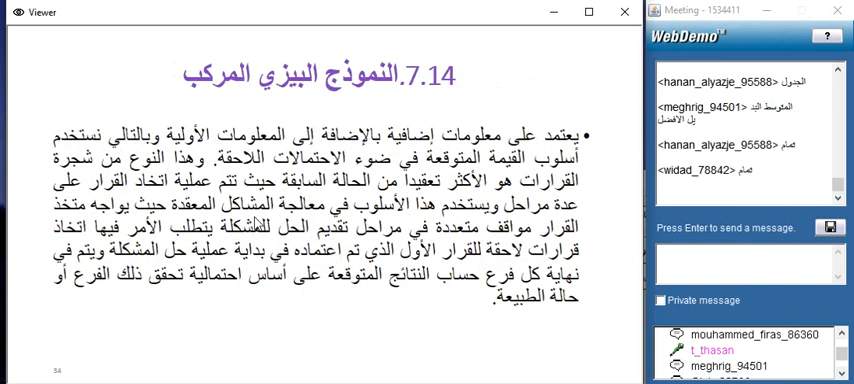 Viewer
7.14.النموذج البيزي المركب
• يعتمد على معلومات إضافية بالإضافة إلى المعلومات الأولية وبالتالي نستخدم
أسلوب القيمة المتوقعة في ضوء الاحتمالات اللاحقة. وهذا النوع من شجرة
القرارات هو الأكثر تعقيدا من الحالة السابقة حيث تتم عملية اتخاد القرار على
عدة مراحل ويستخدم هذا الأسلوب في معالجة المشاكل المعقدة حيث يواجه متخذ
القرار مواقف متعددة في مراحل تقديم الحل للمشكلة يتطلب الأمر فيها اتخاذ
قرارات لاحقة للقرار الأول الذي تم اعتماده في بداية عملية حل المشكلة ويتم في
نهاية كل فرع حساب النتائج المتوقعة على أساس احتمالية تحقق ذلك الفرع أو
حالة الطبيعة.
34
Meeting - 1534411
WebDemo™
?
<hanan_alyazje_95588> الجدول
<meghrig_94501> المتوسط البد
يل الافضل
<hanan_alyazje_95588> تمام
<widad_78842> تمام
Press Enter to send a message.
Private message
mouhammed_firas_86360
t_thasan
meghrig_94501